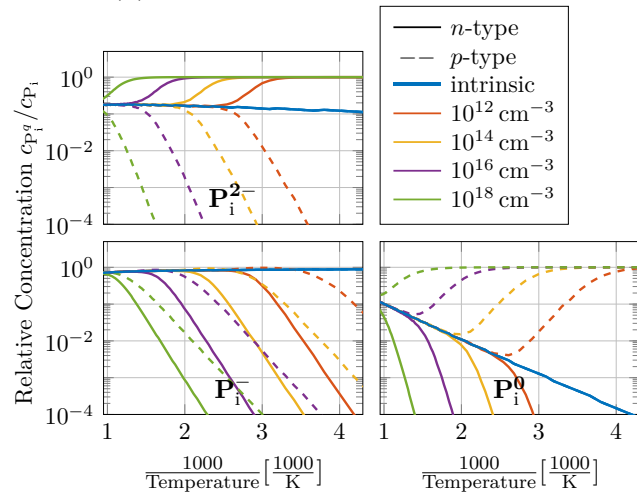 n-type
p-type
intrinsic
10^12 cm^−3
10^14 cm^−3
10^16 cm^−3
10^18 cm^−3
Relative Concentration c_{P_i^q}/c_{P_i}
10^0
10^−2
10^−4
P_i^{2−}
10^0
10^−2
10^−4
P_i^−
P_i^0
1 2 3 4
1 2 3 4
1000/Temperature [1000/K]
1000/Temperature [1000/K]